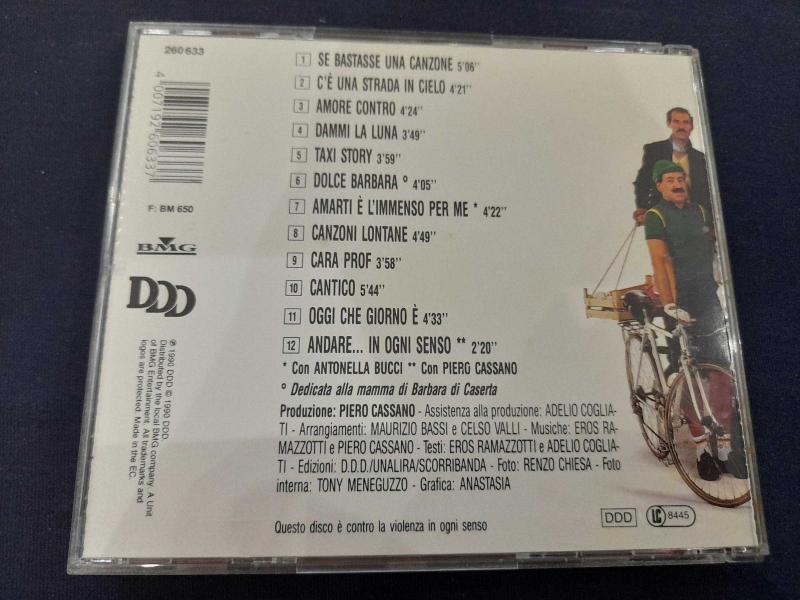 260 633
4 007192 606337
F: BM 650
BMG
DDD
℗ 1990 DDD © 1990 DDD.
Distributed by the local BMG company. A Unit
of BMG Entertainment. All trademarks and
logos are protected. Made in the EC.
1 SE BASTASSE UNA CANZONE 5'06''
2 C'È UNA STRADA IN CIELO 4'21''
3 AMORE CONTRO 4'24''
4 DAMMI LA LUNA 3'49''
5 TAXI STORY 3'59''
6 DOLCE BARBARA ° 4'05''
7 AMARTI È L'IMMENSO PER ME * 4'22''
8 CANZONI LONTANE 4'49''
9 CARA PROF 3'58''
10 CANTICO 5'44''
11 OGGI CHE GIORNO È 4'33''
12 ANDARE... IN OGNI SENSO ** 2'20''
* Con ANTONELLA BUCCI ** Con PIERO CASSANO
° Dedicata alla mamma di Barbara di Caserta
Produzione: PIERO CASSANO - Assistenza alla produzione: ADELIO COGLIA-
TI - Arrangiamenti: MAURIZIO BASSI e CELSO VALLI - Musiche: EROS RA-
MAZZOTTI e PIERO CASSANO - Testi: EROS RAMAZZOTTI e ADELIO COGLIA-
TI - Edizioni: D.D.D./UNALIRA/SCORRIBANDA - Foto: RENZO CHIESA - Foto
interna: TONY MENEGUZZO - Grafica: ANASTASIA
Questo disco è contro la violenza in ogni senso
DDD
LC 8445